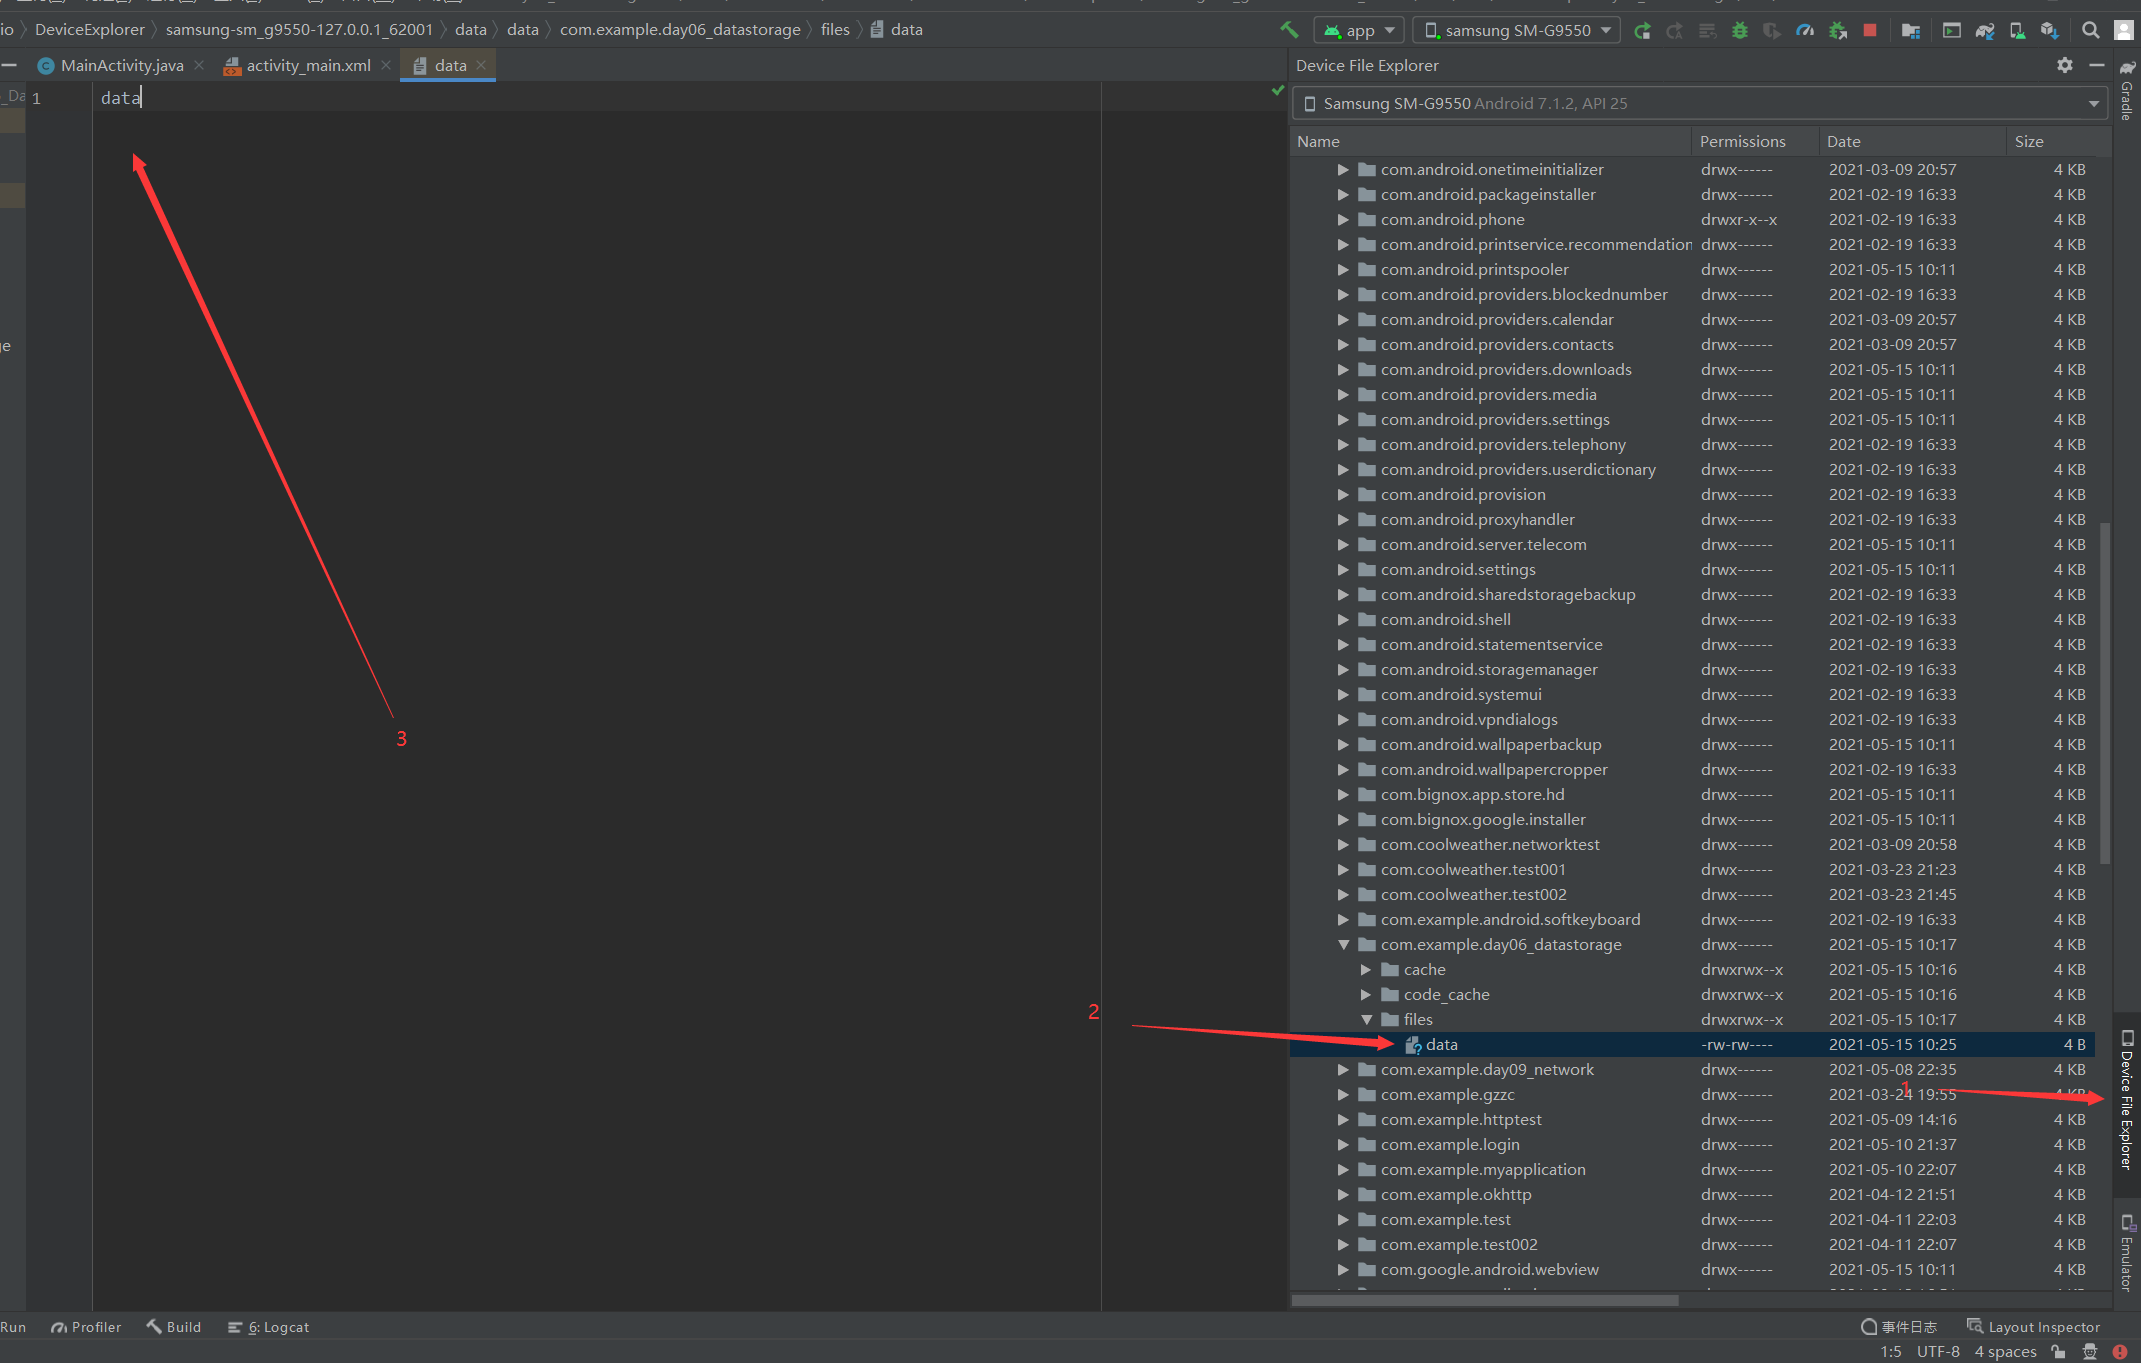 io DeviceExplorer samsung-sm_g9550-127.0.0.1_62001 data data com.example.day06_datastorage files data app samsung SM-G9550
MainActivity.java activity_main.xml data
_Da
1 data
ge
3
2
1
Device File Explorer
Samsung SM-G9550 Android 7.1.2, API 25
Name Permissions Date Size
com.android.onetimeinitializer drwx------ 2021-03-09 20:57 4 KB
com.android.packageinstaller drwx------ 2021-02-19 16:33 4 KB
com.android.phone drwxr-x--x 2021-02-19 16:33 4 KB
com.android.printservice.recommendation drwx------ 2021-02-19 16:33 4 KB
com.android.printspooler drwx------ 2021-05-15 10:11 4 KB
com.android.providers.blockednumber drwx------ 2021-02-19 16:33 4 KB
com.android.providers.calendar drwx------ 2021-03-09 20:57 4 KB
com.android.providers.contacts drwx------ 2021-03-09 20:57 4 KB
com.android.providers.downloads drwx------ 2021-05-15 10:11 4 KB
com.android.providers.media drwx------ 2021-05-15 10:11 4 KB
com.android.providers.settings drwx------ 2021-05-15 10:11 4 KB
com.android.providers.telephony drwx------ 2021-02-19 16:33 4 KB
com.android.providers.userdictionary drwx------ 2021-02-19 16:33 4 KB
com.android.provision drwx------ 2021-02-19 16:33 4 KB
com.android.proxyhandler drwx------ 2021-02-19 16:33 4 KB
com.android.server.telecom drwx------ 2021-05-15 10:11 4 KB
com.android.settings drwx------ 2021-05-15 10:11 4 KB
com.android.sharedstoragebackup drwx------ 2021-02-19 16:33 4 KB
com.android.shell drwx------ 2021-02-19 16:33 4 KB
com.android.statementservice drwx------ 2021-02-19 16:33 4 KB
com.android.storagemanager drwx------ 2021-02-19 16:33 4 KB
com.android.systemui drwx------ 2021-02-19 16:33 4 KB
com.android.vpndialogs drwx------ 2021-02-19 16:33 4 KB
com.android.wallpaperbackup drwx------ 2021-05-15 10:11 4 KB
com.android.wallpapercropper drwx------ 2021-02-19 16:33 4 KB
com.bignox.app.store.hd drwx------ 2021-05-15 10:11 4 KB
com.bignox.google.installer drwx------ 2021-05-15 10:11 4 KB
com.coolweather.networktest drwx------ 2021-03-09 20:58 4 KB
com.coolweather.test001 drwx------ 2021-03-23 21:23 4 KB
com.coolweather.test002 drwx------ 2021-03-23 21:45 4 KB
com.example.android.softkeyboard drwx------ 2021-02-19 16:33 4 KB
com.example.day06_datastorage drwx------ 2021-05-15 10:17 4 KB
cache drwxrwx--x 2021-05-15 10:16 4 KB
code_cache drwxrwx--x 2021-05-15 10:16 4 KB
files drwxrwx--x 2021-05-15 10:17 4 KB
data -rw-rw---- 2021-05-15 10:25 4 B
com.example.day09_network drwx------ 2021-05-08 22:35 4 KB
com.example.gzzc drwx------ 2021-03-24 19:55 4 KB
com.example.httptest drwx------ 2021-05-09 14:16 4 KB
com.example.login drwx------ 2021-05-10 21:37 4 KB
com.example.myapplication drwx------ 2021-05-10 22:07 4 KB
com.example.okhttp drwx------ 2021-04-12 21:51 4 KB
com.example.test drwx------ 2021-04-11 22:03 4 KB
com.example.test002 drwx------ 2021-04-11 22:07 4 KB
com.google.android.webview drwx------ 2021-05-15 10:11 4 KB
Gradle
Device File Explorer
Emulator
Run Profiler Build 6: Logcat 事件日志 Layout Inspector
1:5 UTF-8 4 spaces